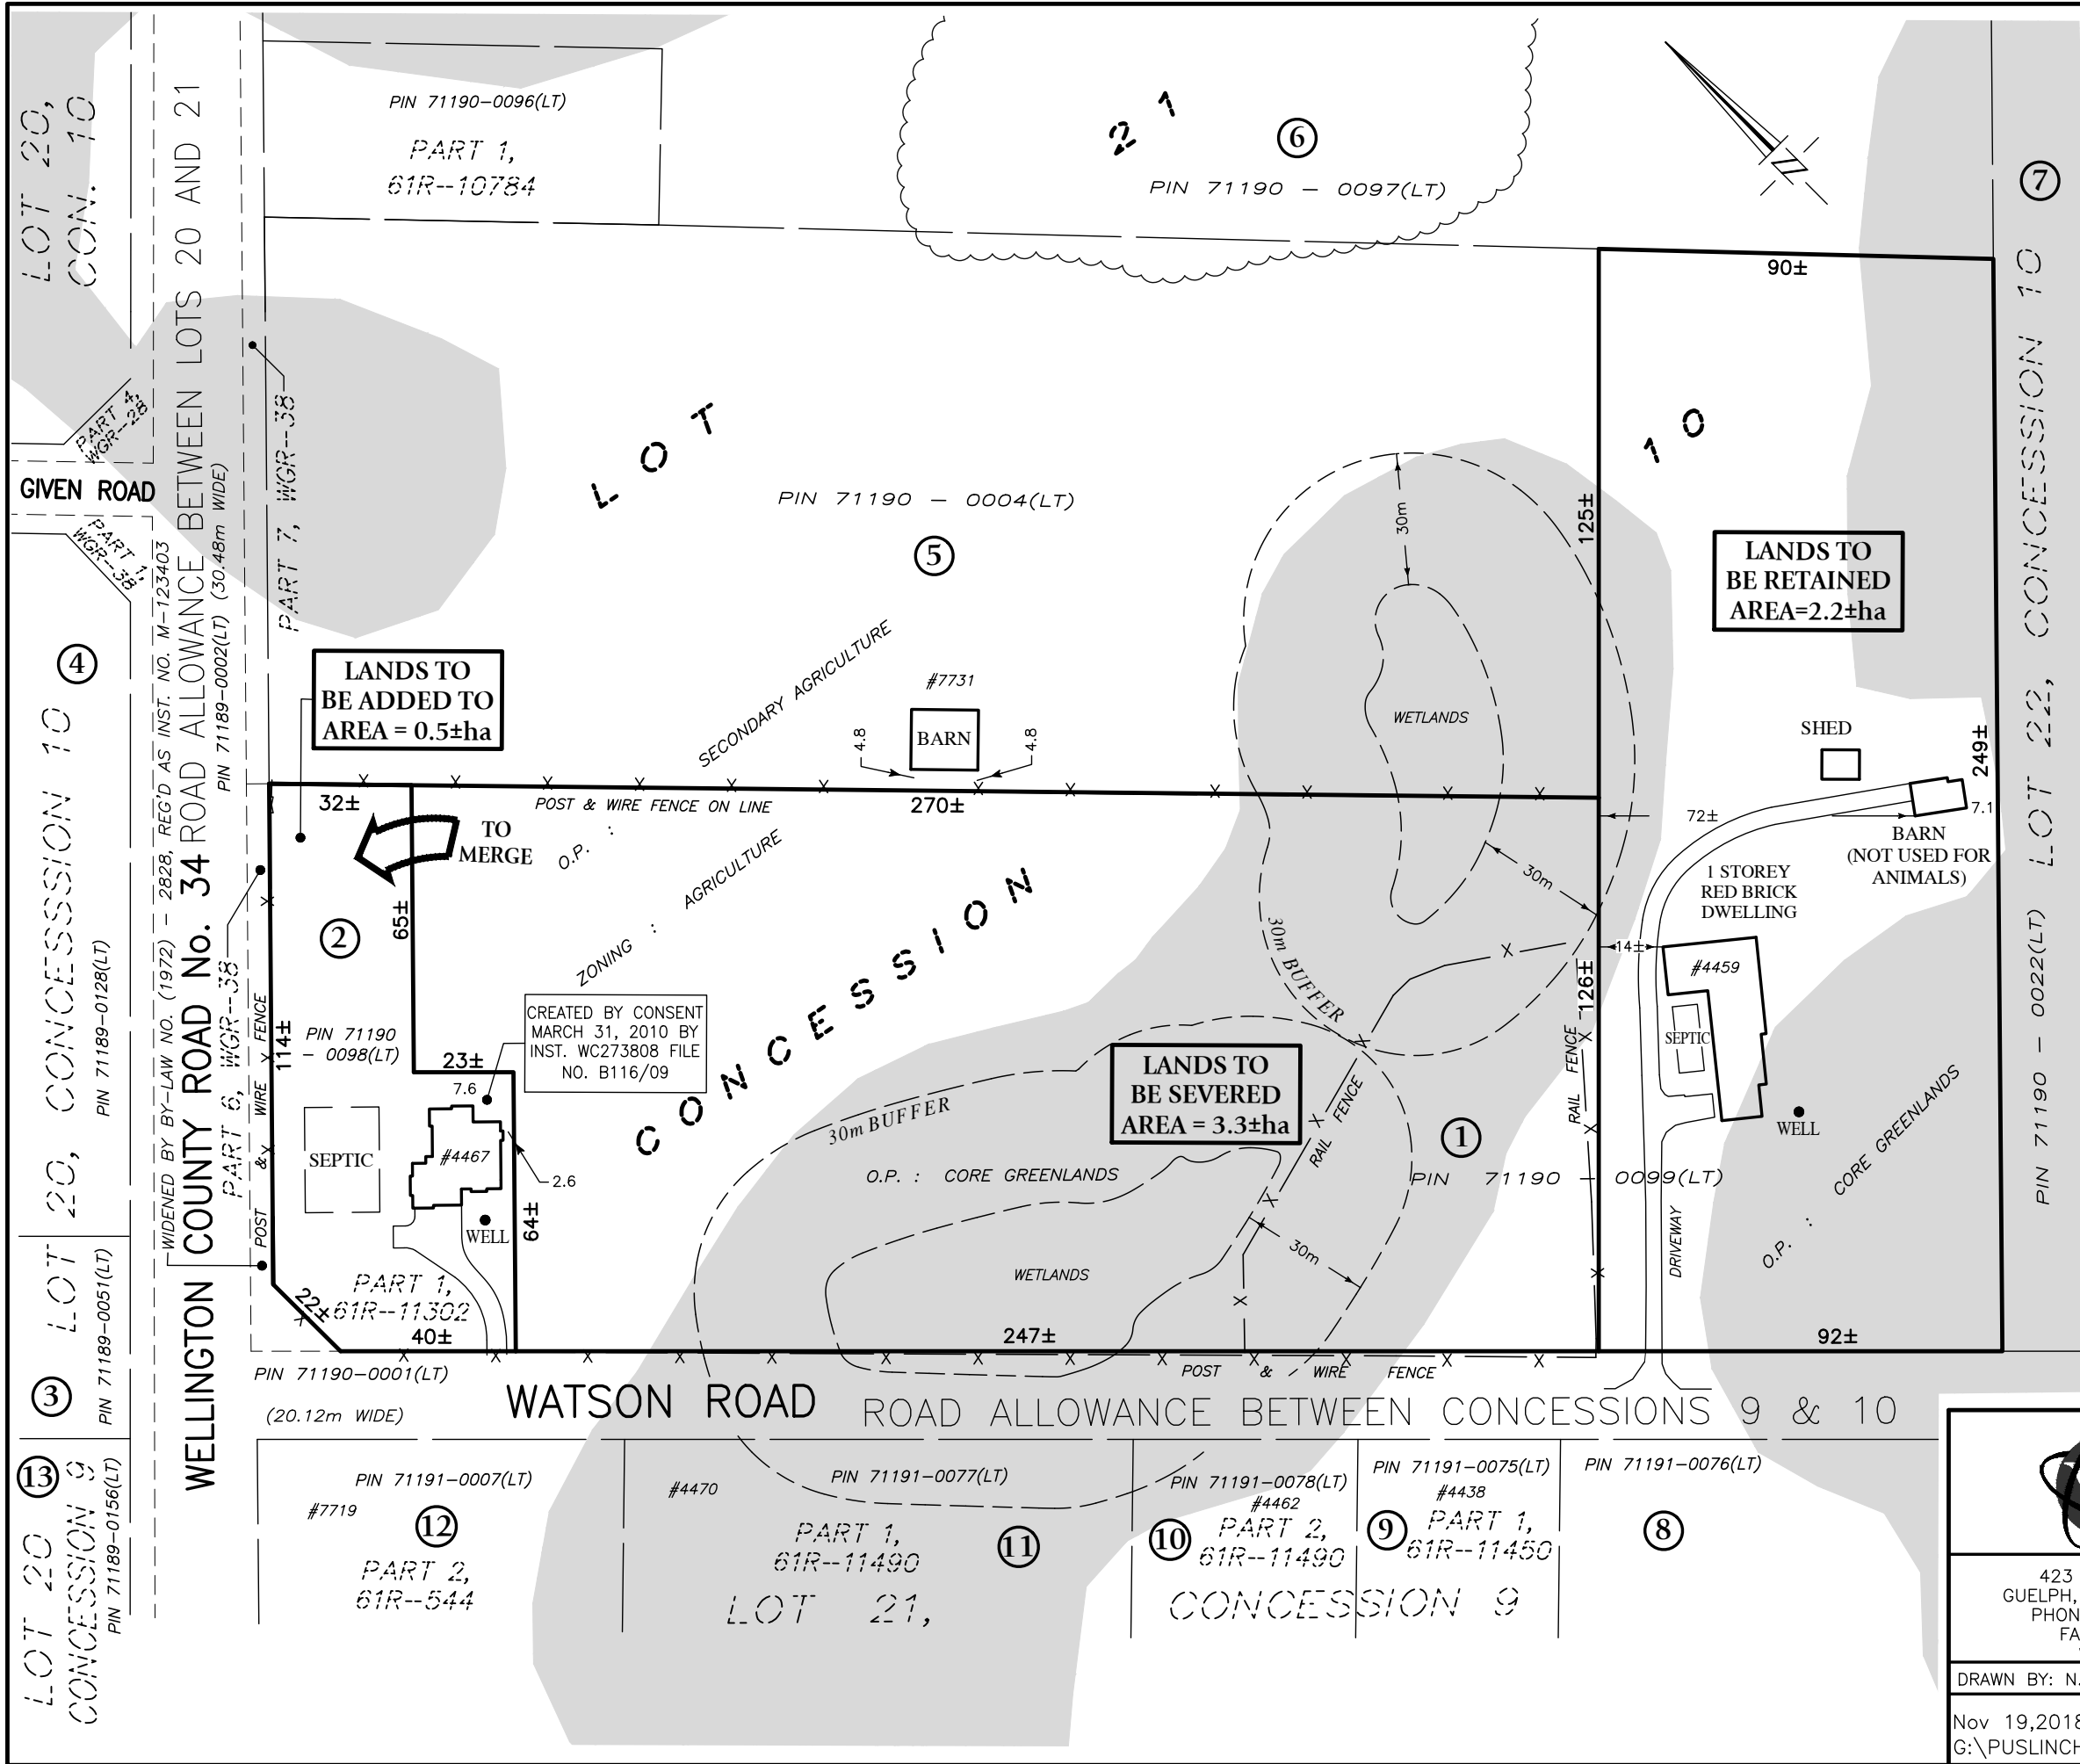 LOT 20,
CON. 10
PIN 71190-0096(LT)
PART 1,
61R--10784
21
6
PIN 71190 - 0097(LT)
7
90±
WELLINGTON COUNTY ROAD No. 34 ROAD ALLOWANCE BETWEEN LOTS 20 AND 21
WIDENED BY BY-LAW NO. (1972) - 2828, REG'D AS INST. NO. M-123403
PIN 71189-0002(LT) (30.48m WIDE)
PART 4,
WGR--28
GIVEN ROAD
PART 1,
WGR--38
PART 7, WGR--38
LOT
PIN 71190 - 0004(LT)
5
30m
125±
10
LANDS TO
BE RETAINED
AREA=2.2±ha
LOT 22, CONCESSION 10
PIN 71190 - 0022(LT)
4
LOT 20, CONCESSION 10
PIN 71189-0128(LT)
LANDS TO
BE ADDED TO
AREA = 0.5±ha
SECONDARY AGRICULTURE
#7731
BARN
4.8
4.8
WETLANDS
SHED
249±
32±
POST & WIRE FENCE ON LINE
270±
72±
7.1
TO
MERGE
O.P. :
ZONING : AGRICULTURE
BARN
(NOT USED FOR
ANIMALS)
1 STOREY
RED BRICK
DWELLING
30m
65±
2
CONCESSION
30m BUFFER
14±
#4459
126±
PART 6, WGR--38
POST & WIRE FENCE
114±
PIN 71190
- 0098(LT)
CREATED BY CONSENT
MARCH 31, 2010 BY
INST. WC273808 FILE
NO. B116/09
23±
7.6
SEPTIC
RAIL FENCE
LANDS TO
BE SEVERED
AREA = 3.3±ha
30m BUFFER
RAIL FENCE
1
WELL
SEPTIC
#4467
2.6
O.P. : CORE GREENLANDS
PIN 71190 - 0099(LT)
O.P. : CORE GREENLANDS
64±
WELL
30m
WETLANDS
DRIVEWAY
22±
PART 1,
61R--11302
40±
247±
92±
POST & WIRE FENCE
3
PIN 71189-0051(LT)
PIN 71190-0001(LT)
(20.12m WIDE)
WATSON ROAD ROAD ALLOWANCE BETWEEN CONCESSIONS 9 & 10
13
LOT 20
CONCESSION 9
PIN 71189-0156(LT)
PIN 71191-0007(LT)
#7719
12
PART 2,
61R--544
#4470
PIN 71191-0077(LT)
PART 1,
61R--11490
11
LOT 21,
PIN 71191-0078(LT)
#4462
10
PART 2,
61R--11490
PIN 71191-0075(LT)
#4438
9
PART 1,
61R--11450
CONCESSION 9
PIN 71191-0076(LT)
8
423
GUELPH,
PHON
FA
DRAWN BY: N.
Nov 19,2018
G:\PUSLINCH